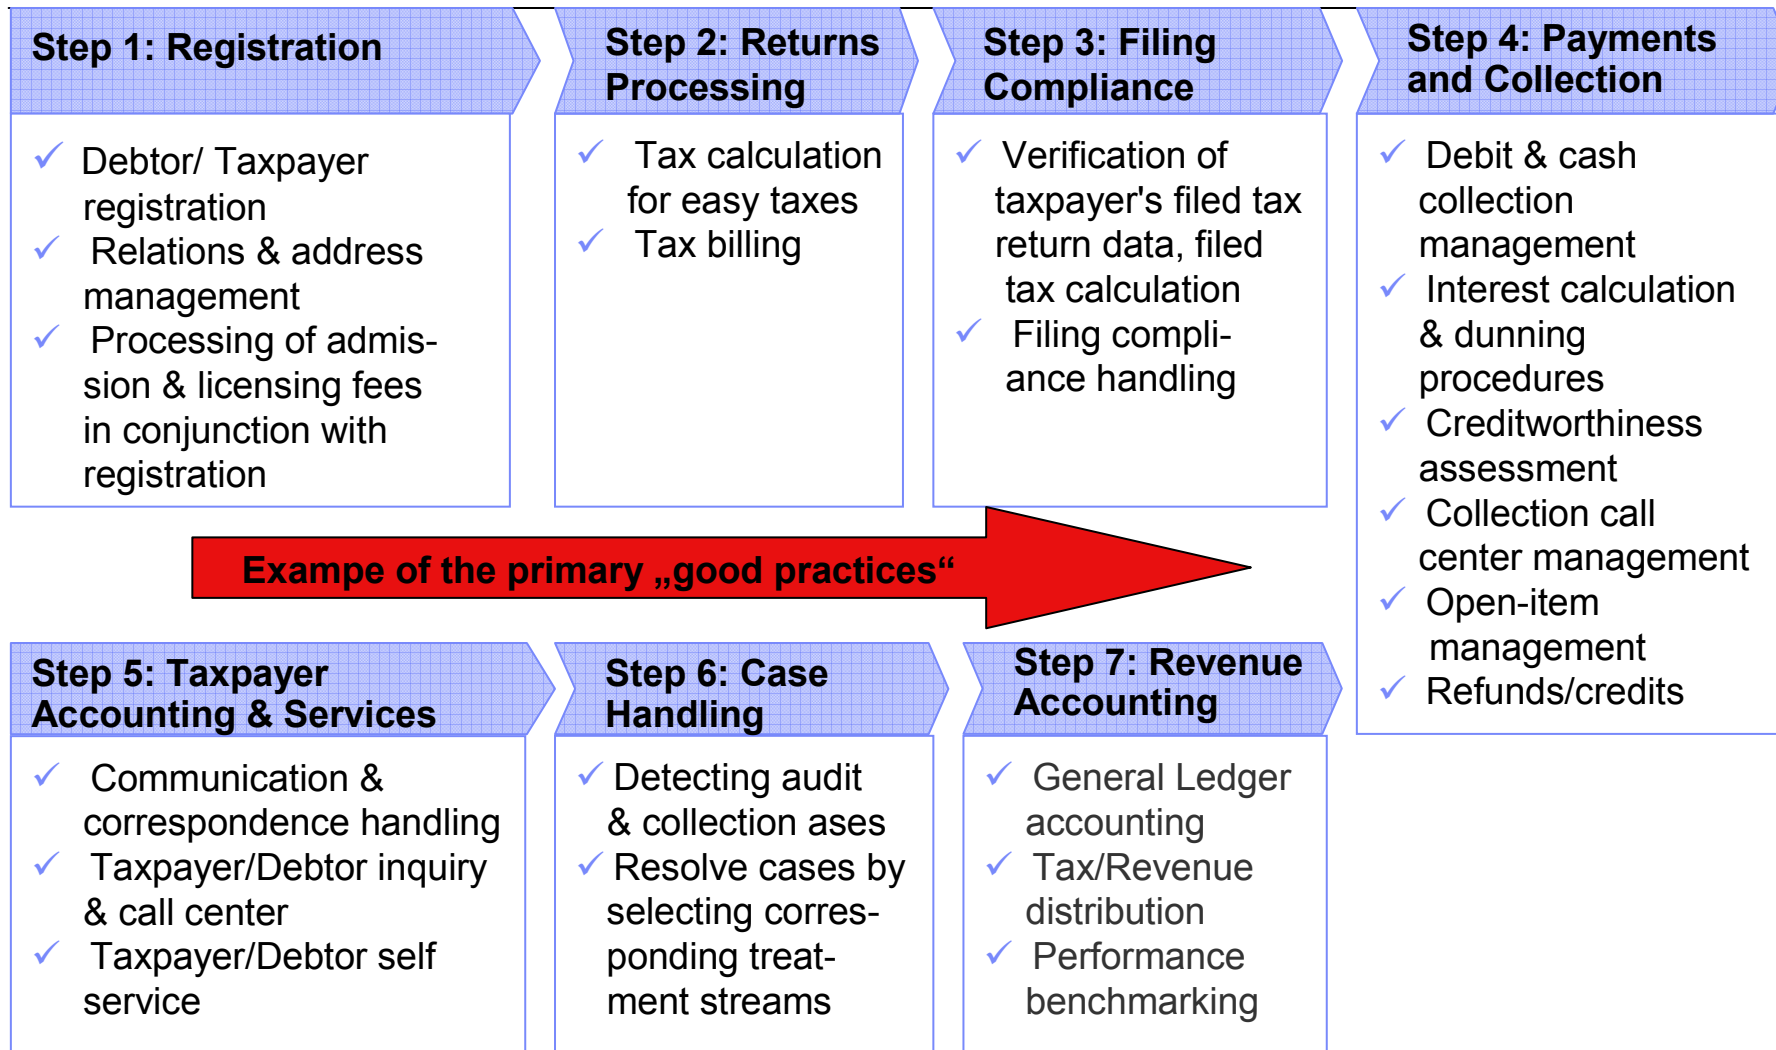 Step 1: Registration
✓ Debtor/ Taxpayer
registration
✓ Relations & address
management
✓ Processing of admis-
sion & licensing fees
in conjunction with
registration
Step 2: Returns
Processing
✓ Tax calculation
for easy taxes
✓ Tax billing
Step 3: Filing
Compliance
✓ Verification of
taxpayer's filed tax
return data, filed
tax calculation
✓ Filing compli-
ance handling
Step 4: Payments
and Collection
✓ Debit & cash
collection
management
✓ Interest calculation
& dunning
procedures
✓ Creditworthiness
assessment
✓ Collection call
center management
✓ Open-item
management
✓ Refunds/credits
Exampe of the primary „good practices“
Step 5: Taxpayer
Accounting & Services
✓ Communication &
correspondence handling
✓ Taxpayer/Debtor inquiry
& call center
✓ Taxpayer/Debtor self
service
Step 6: Case
Handling
✓ Detecting audit
& collection ases
✓ Resolve cases by
selecting corres-
ponding treat-
ment streams
Step 7: Revenue
Accounting
✓ General Ledger
accounting
✓ Tax/Revenue
distribution
✓ Performance
benchmarking